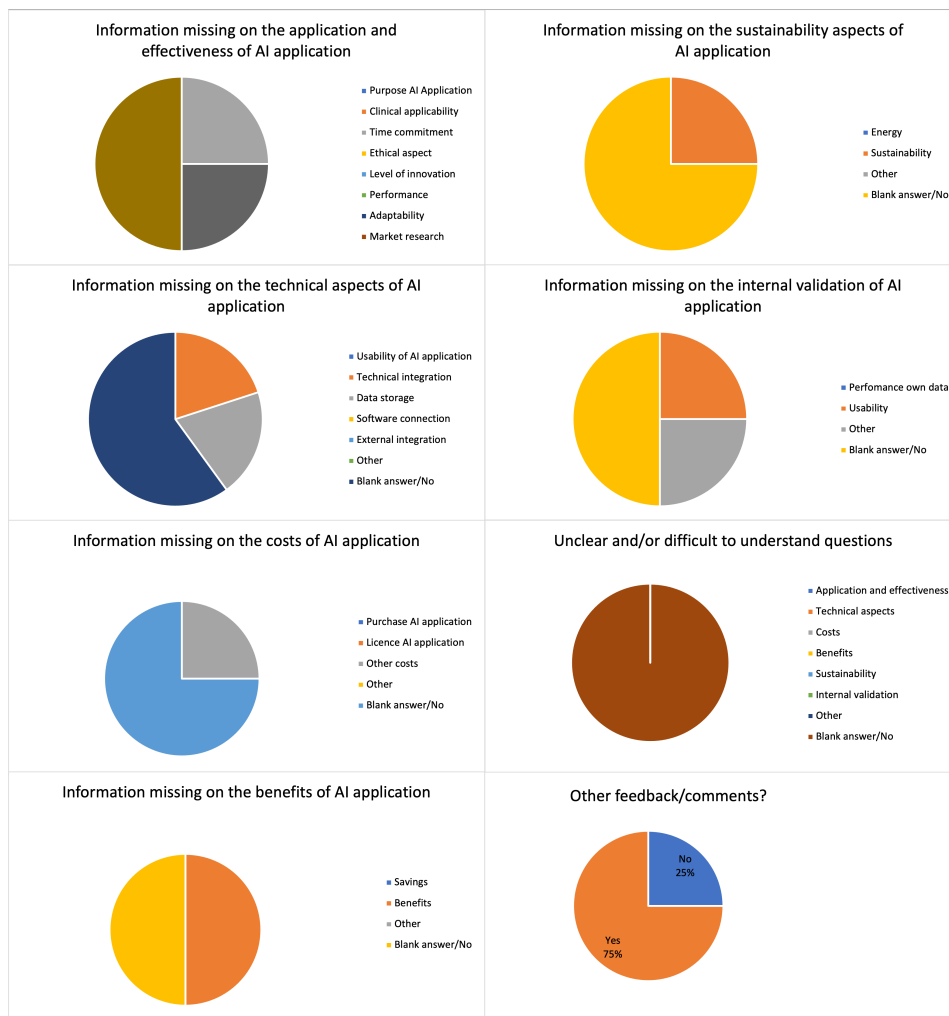 Information missing on the application and
effectiveness of AI application
Purpose AI Application
Clinical applicability
Time commitment
Ethical aspect
Level of innovation
Performance
Adaptability
Market research
Information missing on the sustainability aspects of
AI application
Energy
Sustainability
Other
Blank answer/No
Information missing on the technical aspects of AI
application
Usability of AI application
Technical integration
Data storage
Software connection
External integration
Other
Blank answer/No
Information missing on the internal validation of AI
application
Perfomance own data
Usability
Other
Blank answer/No
Information missing on the costs of AI application
Purchase AI application
Licence AI application
Other costs
Other
Blank answer/No
Unclear and/or difficult to understand questions
Application and effectiveness
Technical aspects
Costs
Benefits
Sustainability
Internal validation
Other
Blank answer/No
Information missing on the benefits of AI application
Savings
Benefits
Other
Blank answer/No
Other feedback/comments?
No
25%
Yes
75%